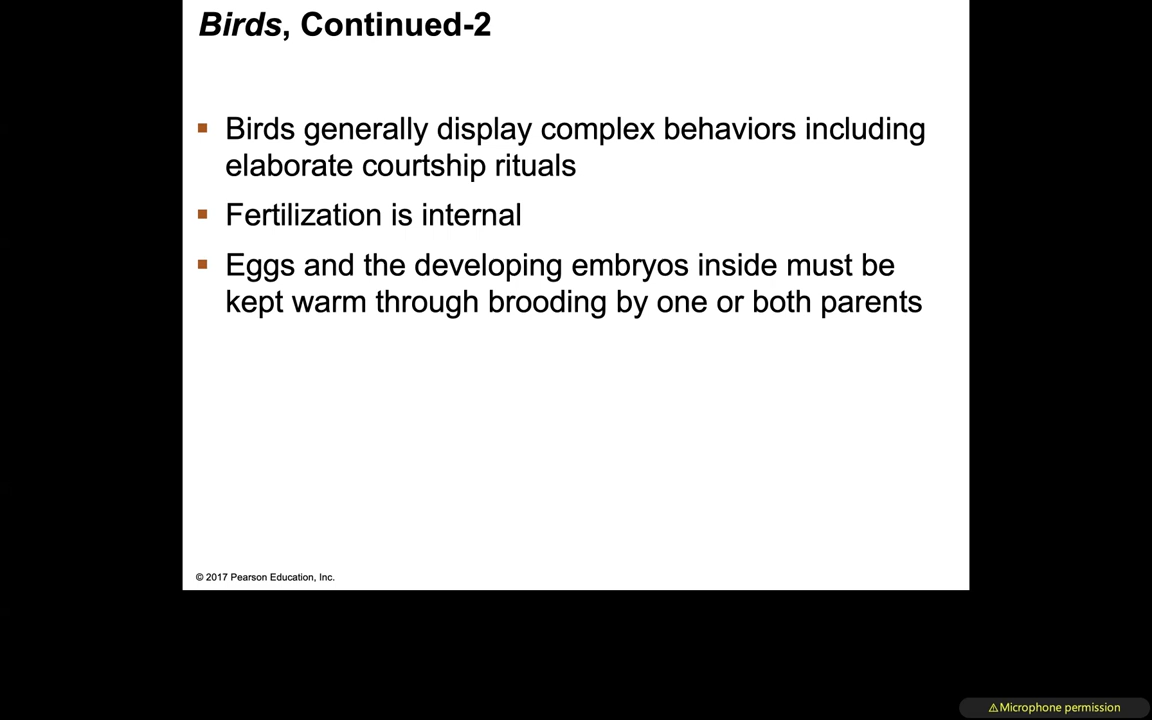 Birds, Continued-2
▪ Birds generally display complex behaviors including
elaborate courtship rituals
▪ Fertilization is internal
▪ Eggs and the developing embryos inside must be
kept warm through brooding by one or both parents
© 2017 Pearson Education, Inc.
⚠Microphone permission